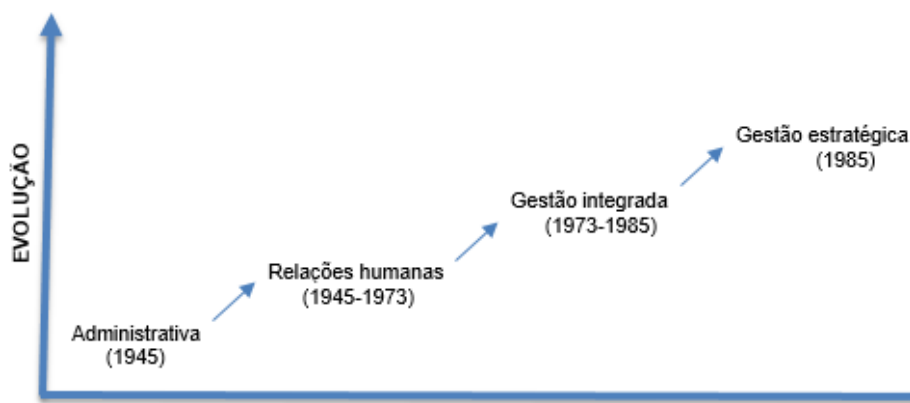 EVOLUÇÃO
Administrativa
(1945)
Relações humanas
(1945-1973)
Gestão integrada
(1973-1985)
Gestão estratégica
(1985)